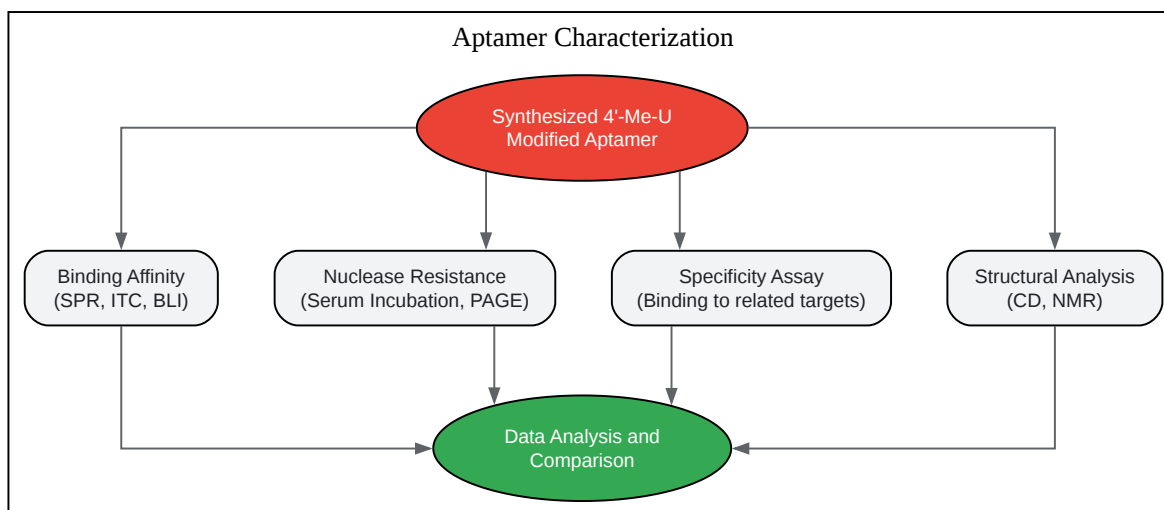 Aptamer Characterization
Synthesized 4'-Me-U
Modified Aptamer
Binding Affinity
(SPR, ITC, BLI)
Nuclease Resistance
(Serum Incubation, PAGE)
Specificity Assay
(Binding to related targets)
Structural Analysis
(CD, NMR)
Data Analysis and
Comparison